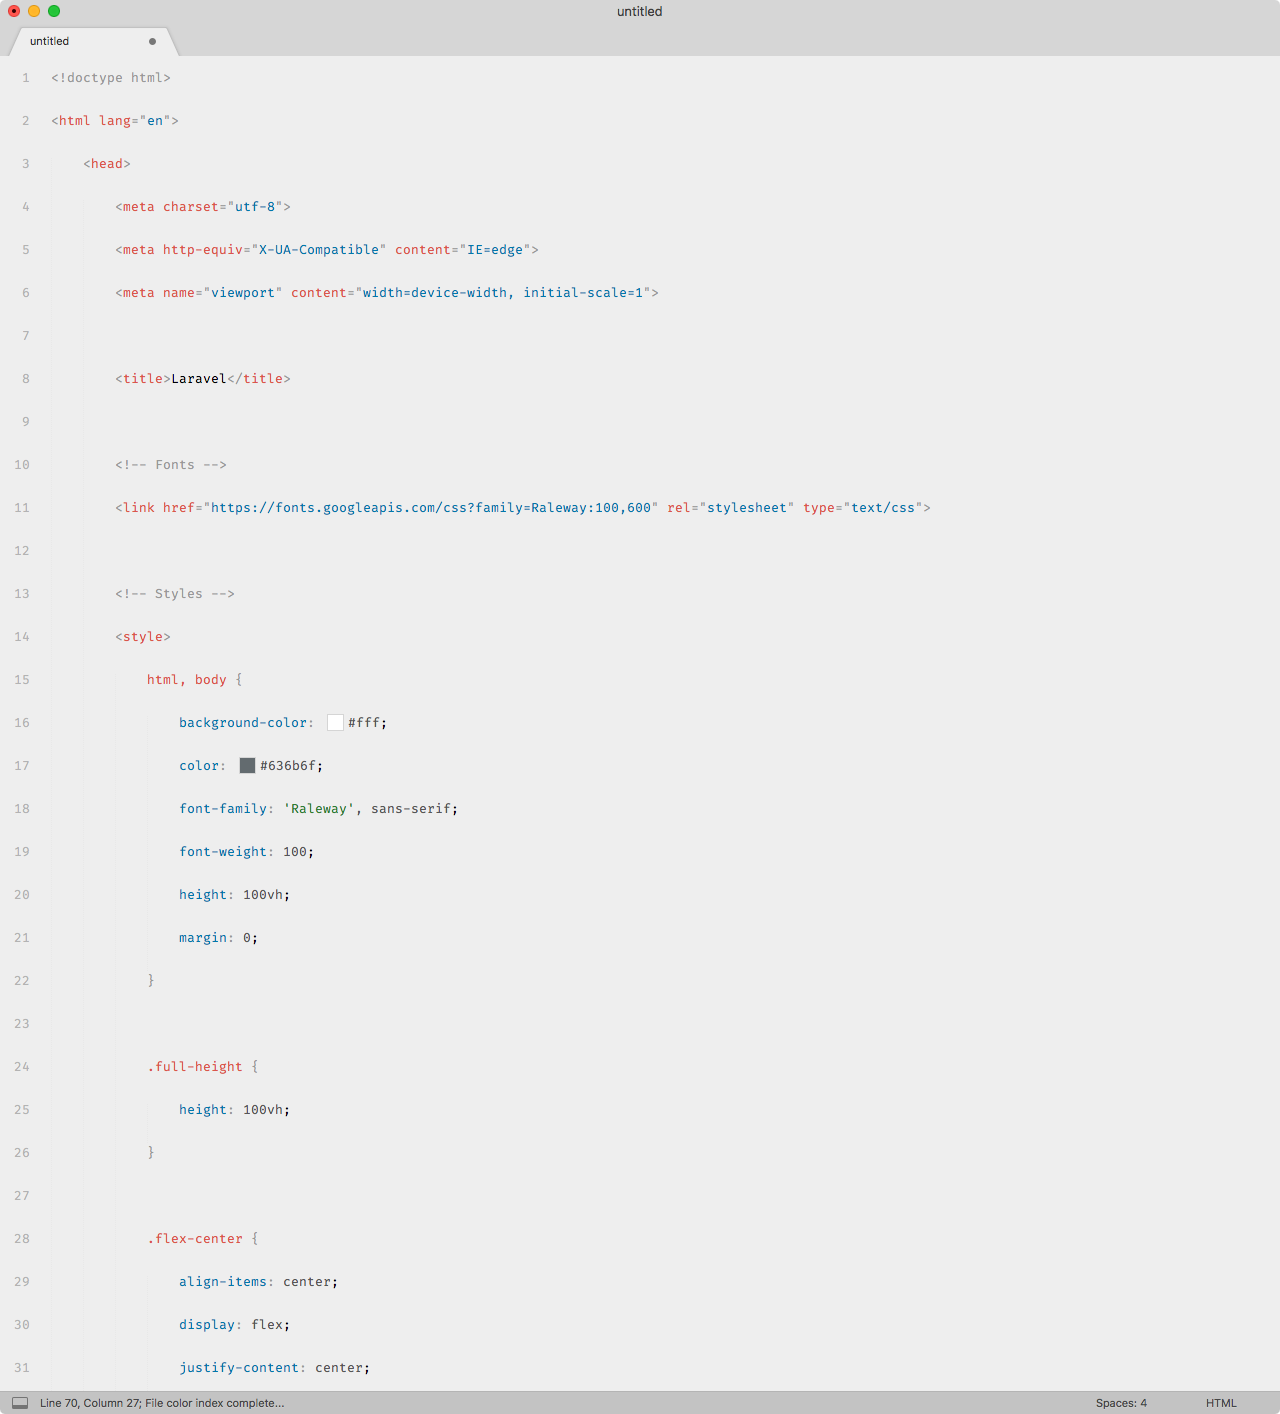 untitled
untitled
1 <!doctype html>
2 <html lang="en">
3 <head>
4 <meta charset="utf-8">
5 <meta http-equiv="X-UA-Compatible" content="IE=edge">
6 <meta name="viewport" content="width=device-width, initial-scale=1">
7
8 <title>Laravel</title>
9
10 <!-- Fonts -->
11 <link href="https://fonts.googleapis.com/css?family=Raleway:100,600" rel="stylesheet" type="text/css">
12
13 <!-- Styles -->
14 <style>
15 html, body {
16 background-color: #fff;
17 color: #636b6f;
18 font-family: 'Raleway', sans-serif;
19 font-weight: 100;
20 height: 100vh;
21 margin: 0;
22 }
23
24 .full-height {
25 height: 100vh;
26 }
27
28 .flex-center {
29 align-items: center;
30 display: flex;
31 justify-content: center;
Line 70, Column 27; File color index complete... Spaces: 4 HTML